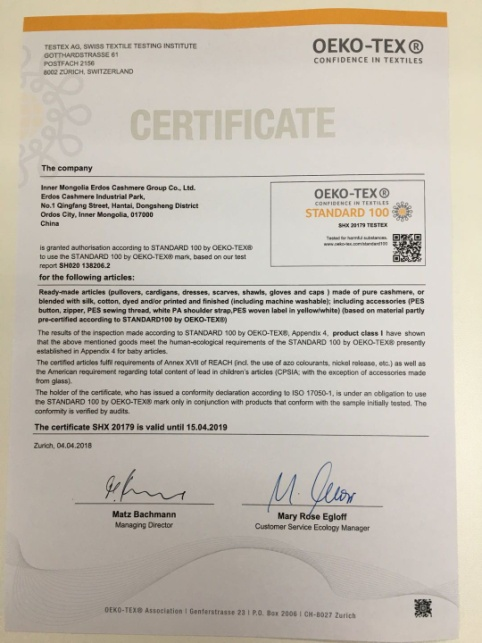 TESTEX AG, SWISS TEXTILE TESTING INSTITUTE
GOTTHARDSTRASSE 61
POSTFACH 2156
8002 ZÜRICH, SWITZERLAND
OEKO-TEX®
CONFIDENCE IN TEXTILES
CERTIFICATE
The company
Inner Mongolia Erdos Cashmere Group Co., Ltd.
Erdos Cashmere Industrial Park,
No.1 Qingfang Street, Hantai, Dongsheng District
Ordos City, Inner Mongolia, 017000
China
OEKO-TEX®
CONFIDENCE IN TEXTILES
STANDARD 100
SHX 20179 TESTEX
Tested for harmful substances.
www.oeko-tex.com/standard100
is granted authorisation according to STANDARD 100 by OEKO-TEX®
to use the STANDARD 100 by OEKO-TEX® mark, based on our test
report SH020 138206.2
for the following articles:
Ready-made articles (pullovers, cardigans, dresses, scarves, shawls, gloves and caps ) made of pure cashmere, or
blended with silk, cotton, dyed and/or printed and finished (including machine washable); including accessories (PES
button, zipper, PES sewing thread, white PA shoulder strap,PES woven label in yellow/white) (based on material partly
pre-certified according to STANDARD100 by OEKO-TEX®)
The results of the inspection made according to STANDARD 100 by OEKO-TEX®, Appendix 4, product class I have shown
that the above mentioned goods meet the human-ecological requirements of the STANDARD 100 by OEKO-TEX® presently
established in Appendix 4 for baby articles.
The certified articles fulfil requirements of Annex XVII of REACH (incl. the use of azo colourants, nickel release, etc.) as well as
the American requirement regarding total content of lead in children's articles (CPSIA; with the exception of accessories made
from glass).
The holder of the certificate, who has issued a conformity declaration according to ISO 17050-1, is under an obligation to use
the STANDARD 100 by OEKO-TEX® mark only in conjunction with products that conform with the sample initially tested. The
conformity is verified by audits.
The certificate SHX 20179 is valid until 15.04.2019
Zurich, 04.04.2018
Matz Bachmann
Managing Director
Mary Rose Egloff
Customer Service Ecology Manager
OEKO-TEX® Association | Genferstrasse 23 | P.O. Box 2006 | CH-8027 Zurich